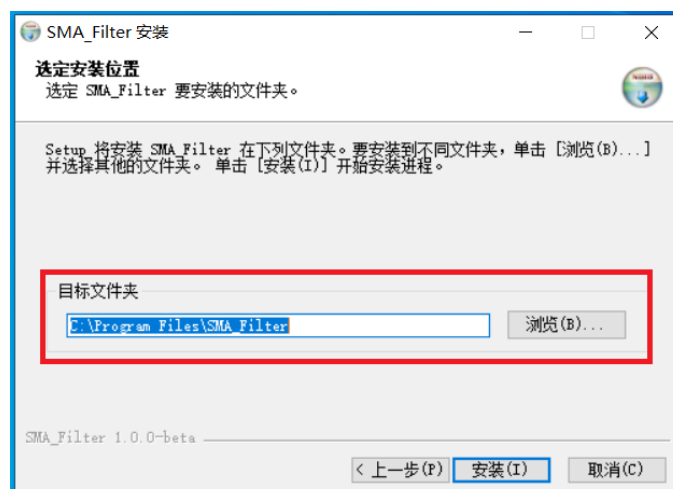 SMA_Filter 安装
选定安装位置
选定 SMA_Filter 要安装的文件夹。
Setup 将安装 SMA_Filter 在下列文件夹。要安装到不同文件夹，单击 [浏览(B)...]
并选择其他的文件夹。 单击 [安装(I)] 开始安装进程。
目标文件夹
C:\Program Files\SMA_Filter
浏览(B)...
SMA_Filter 1.0.0-beta
< 上一步(P) 安装(I) 取消(C)